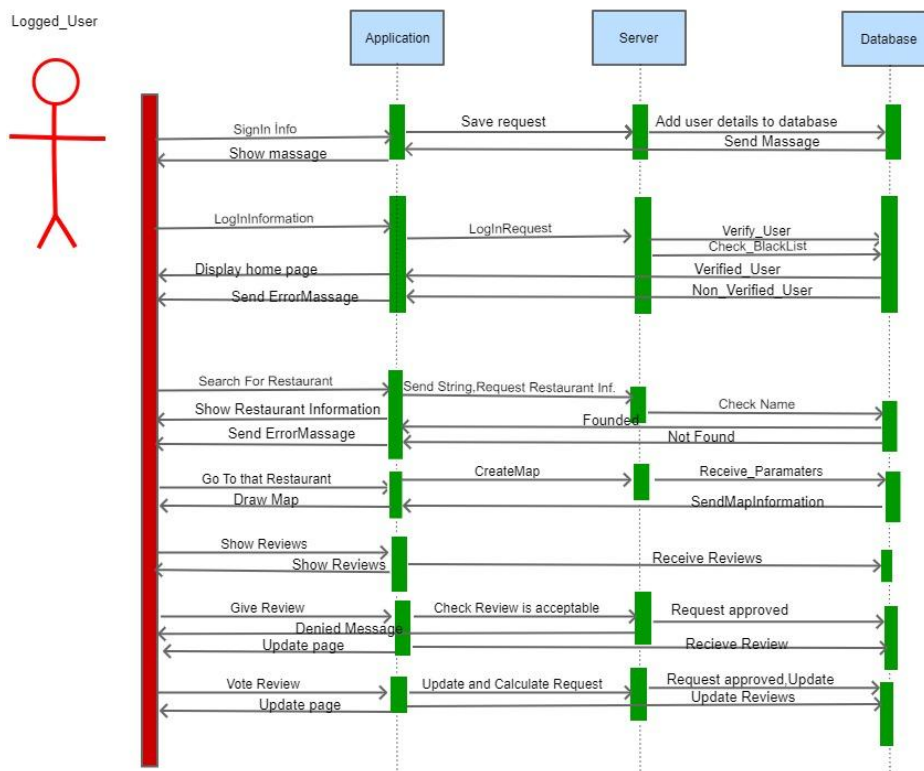 Logged_User
Application
Server
Database
SignIn İnfo
Save request
Add user details to database
Send Massage
Show massage
LogInInformation
LogInRequest
Verify_User
Check_BlackList
Display home page
Verified_User
Send ErrorMassage
Non_Verified_User
Search For Restaurant
Send String,Request Restaurant Inf.
Check Name
Show Restaurant Information
Founded
Send ErrorMassage
Not Found
Go To that Restaurant
CreateMap
Receive_Paramaters
Draw Map
SendMapInformation
Show Reviews
Receive Reviews
Show Reviews
Give Review
Check Review is acceptable
Request approved
Denied Message
Update page
Recieve Review
Vote Review
Update and Calculate Request
Request approved,Update
Update Reviews
Update page